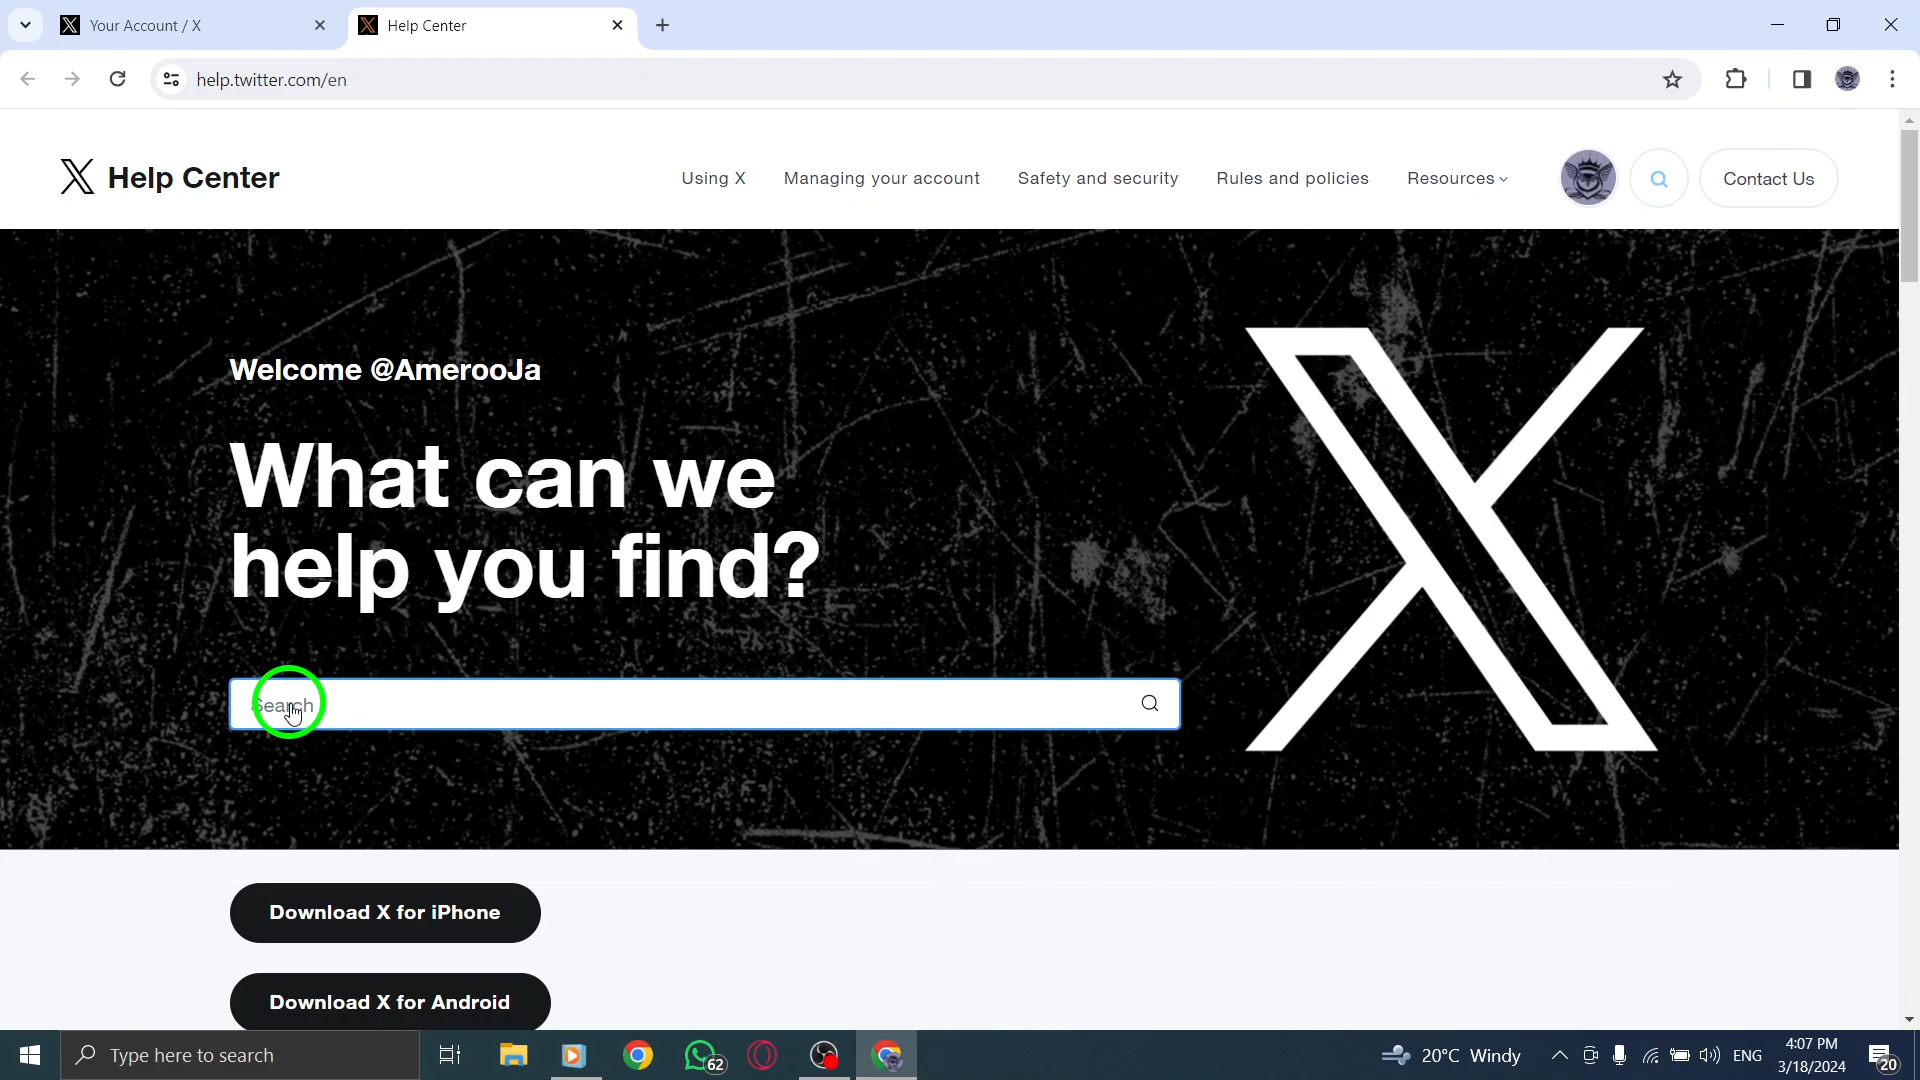 Your Account / X
Help Center
help.twitter.com/en
Help Center
Using X
Managing your account
Safety and security
Rules and policies
Resources
Contact Us
Welcome @AmerooJa
What can we
help you find?
Search
Download X for iPhone
Download X for Android
Type here to search
62
20°C Windy
ENG
4:07 PM
3/18/2024
20